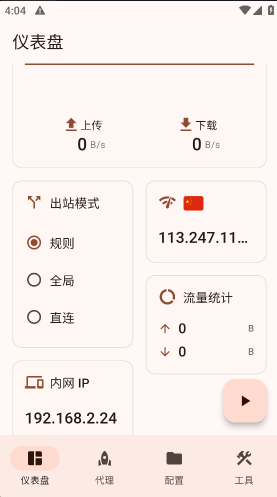 4:04
仪表盘
上传
0 B/s
下载
0 B/s
出站模式
规则
全局
直连
113.247.11...
流量统计
0 B
0 B
内网 IP
192.168.2.24
仪表盘
代理
配置
工具